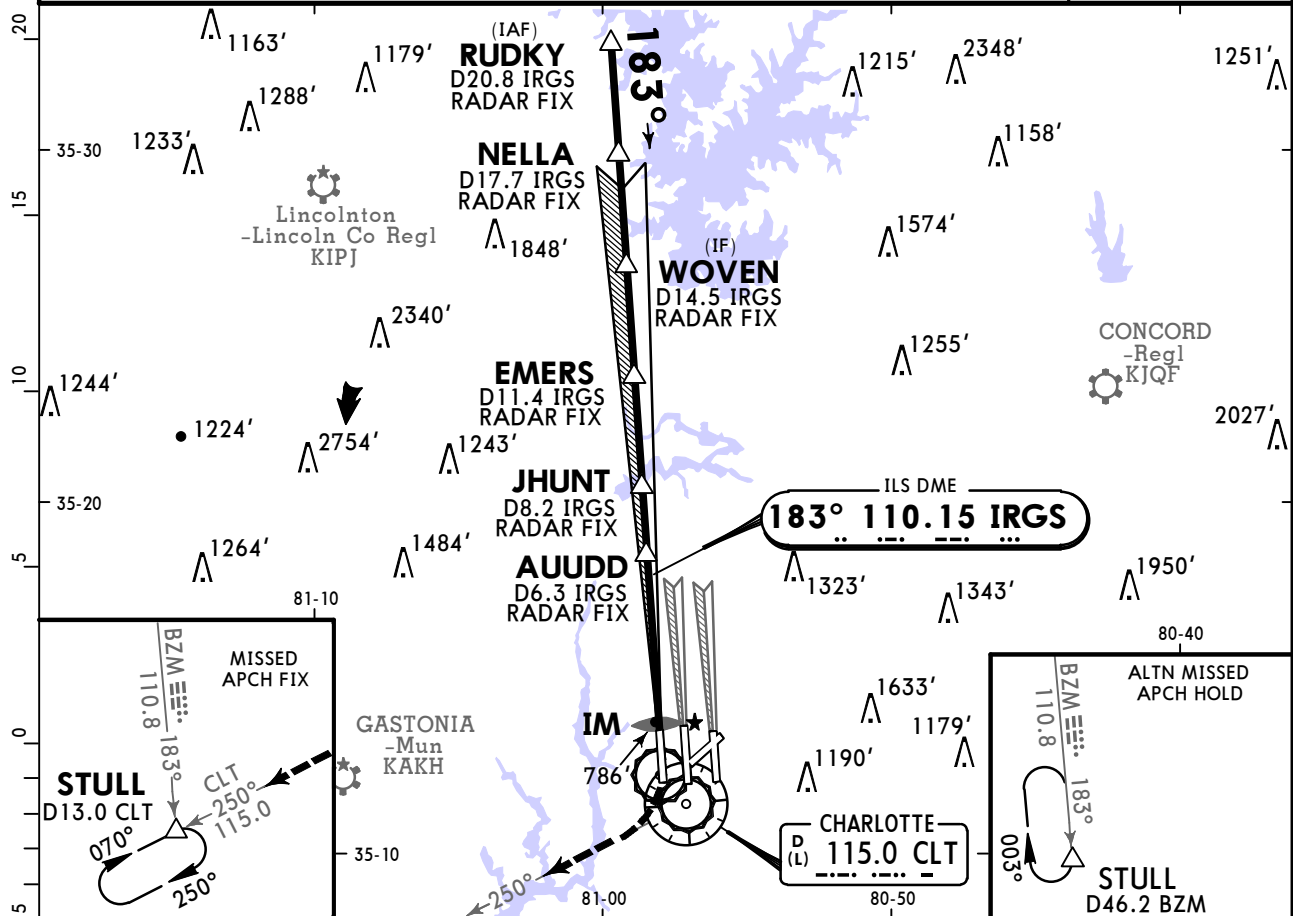 20
15
10
5
0
5
1163'
1179'
1288'
1233'
35-30
Lincolnton
-Lincoln Co Regl
KIPJ
(IAF)
RUDKY
D20.8 IRGS
RADAR FIX
183°
NELLA
D17.7 IRGS
RADAR FIX
1848'
(IF)
WOVEN
D14.5 IRGS
RADAR FIX
1215'
2348'
1251'
1158'
1574'
2340'
1255'
CONCORD
-Regl
KJQF
1244'
1224'
2754'
1243'
EMERS
D11.4 IRGS
RADAR FIX
2027'
35-20
JHUNT
D8.2 IRGS
RADAR FIX
ILS DME
183° 110.15 IRGS
1264'
1484'
AUUDD
D6.3 IRGS
RADAR FIX
1323'
1343'
1950'
81-10
80-40
MISSED
APCH FIX
BZM
110.8
183°
CLT
250°
115.0
STULL
D13.0 CLT
070°
250°
GASTONIA
-Mun
KAKH
35-10
IM
786'
250°
81-00
1633'
1179'
1190'
CHARLOTTE
D
(L)
115.0 CLT
80-50
ALTN MISSED
APCH HOLD
BZM
110.8
183°
003°
STULL
D46.2 BZM